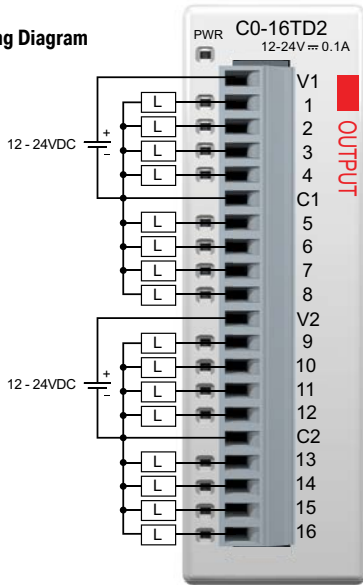 ng Diagram
PWR C0-16TD2
12-24V ⎓ 0.1A
V1
L 1
L 2
12 - 24VDC + − L 3
L 4
C1
OUTPUT
L 5
L 6
L 7
L 8
V2
L 9
L 10
12 - 24VDC + − L 11
L 12
C2
L 13
L 14
L 15
L 16